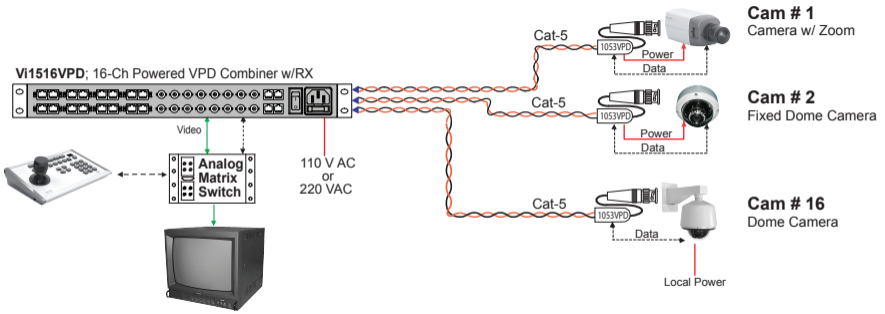 Cam # 1
Camera w/ Zoom
Cat-5
1053VPD
Power
Data
Vi1516VPD; 16-Ch Powered VPD Combiner w/RX
Cam # 2
Fixed Dome Camera
Cat-5
1053VPD
Power
Data
Video
110 V AC
or
220 VAC
Analog
Matrix
Switch
Cam # 16
Dome Camera
Cat-5
1053VPD
Data
Local Power